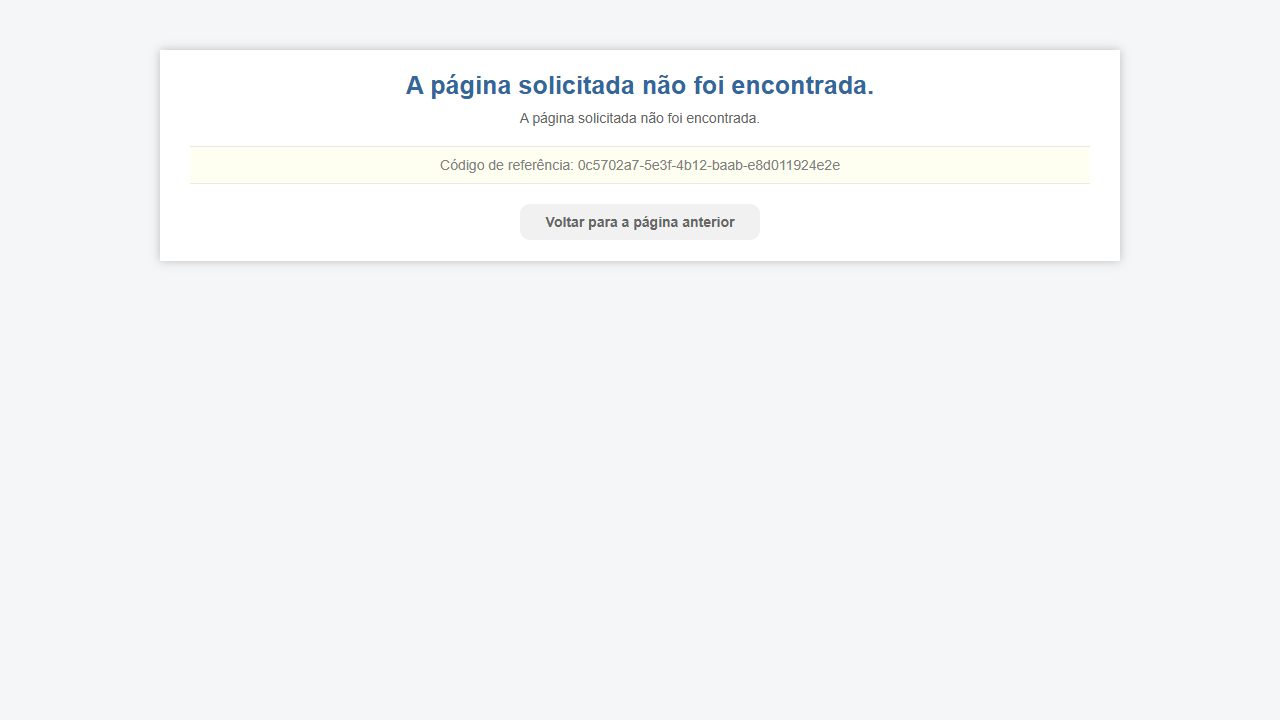 A página solicitada não foi encontrada.
A página solicitada não foi encontrada.
Código de referência: 0c5702a7-5e3f-4b12-baab-e8d011924e2e
Voltar para a página anterior